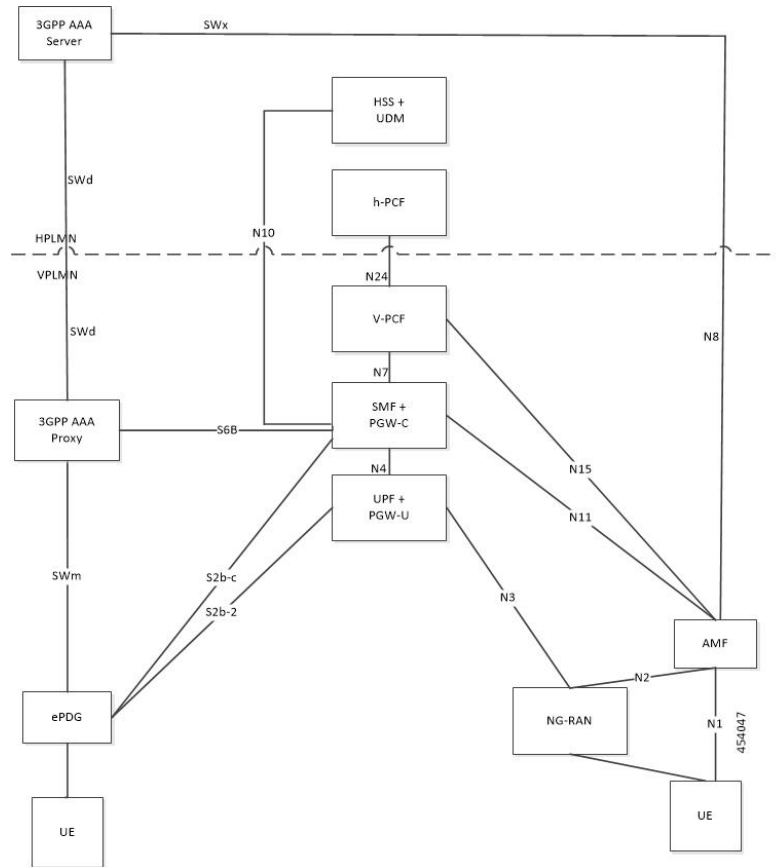 3GPP AAA
Server
SWx
HSS +
UDM
SWd
h-PCF
N10
HPLMN
VPLMN
N24
V-PCF
SWd
N8
N7
3GPP AAA
Proxy
S6B
SMF +
PGW-C
N4
N15
UPF +
PGW-U
N11
SWm
S2b-c
S2b-2
N3
AMF
N2
ePDG
NG-RAN
N1
454047
UE
UE